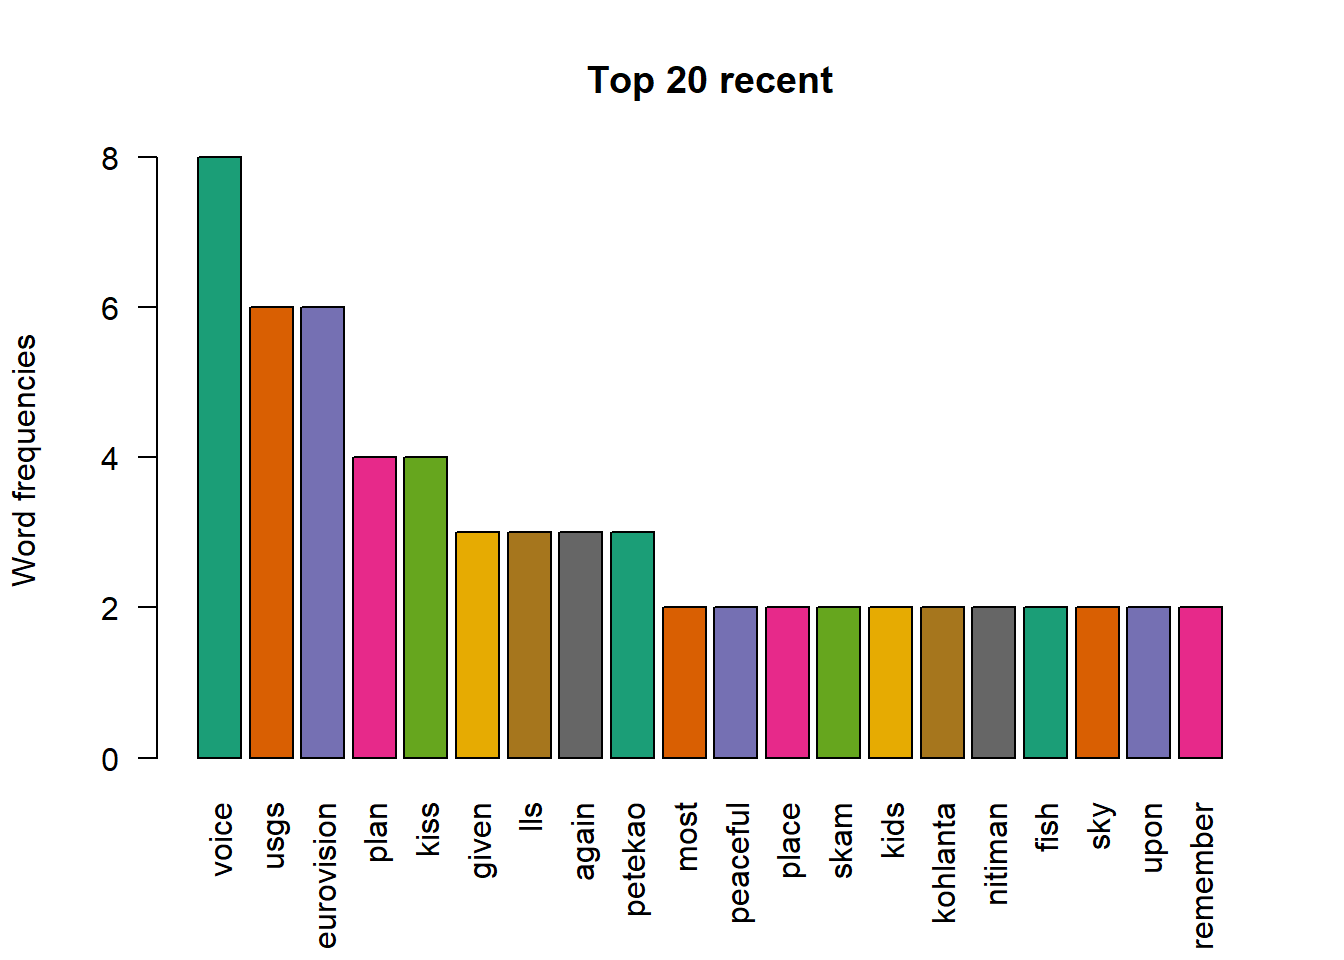 Top 20 recent
Word frequencies
8
6
4
2
0
voice
usgs
eurovision
plan
kiss
given
lls
again
petekao
most
peaceful
place
skam
kids
kohlanta
nitiman
fish
sky
upon
remember